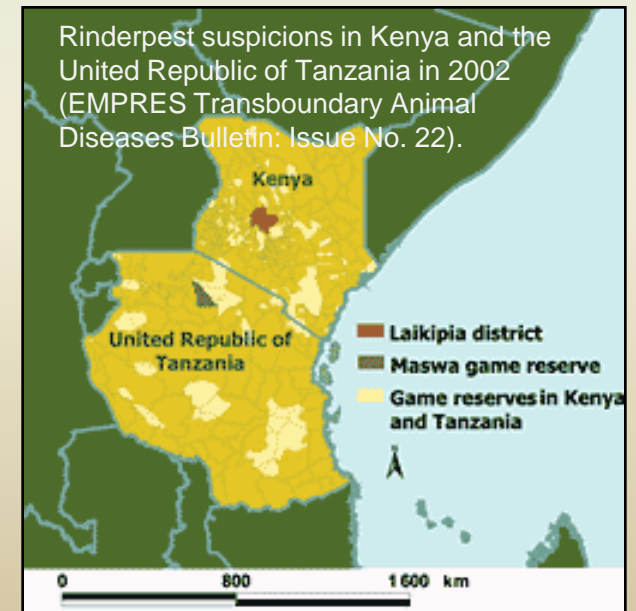 Rinderpest suspicions in Kenya and the
United Republic of Tanzania in 2002
(EMPRES Transboundary Animal
Diseases Bulletin: Issue No. 22).
Kenya
United Republic of
Tanzania
Laikipia district
Maswa game reserve
Game reserves in Kenya
and Tanzania
0 800 1 600 km